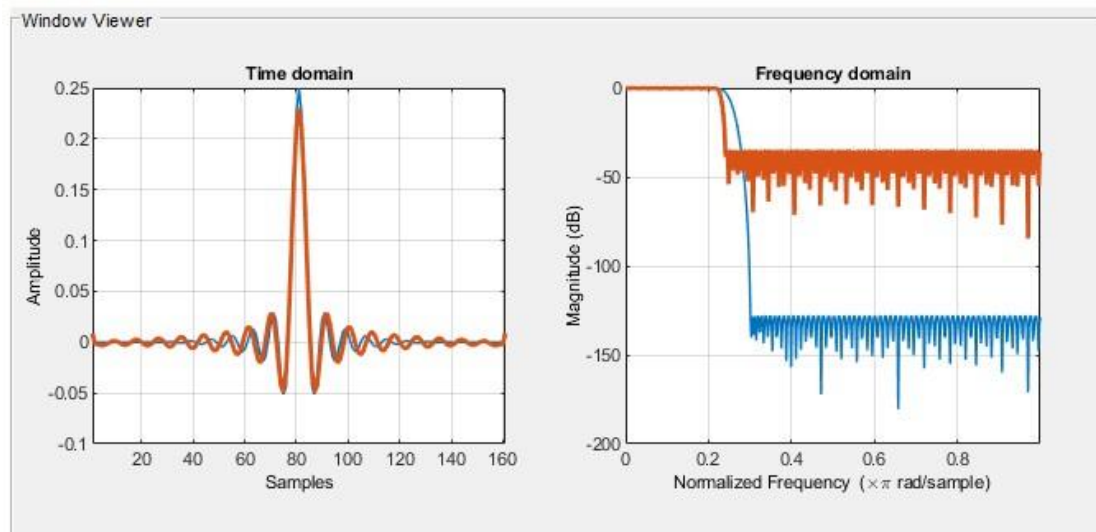 Window Viewer
Time domain
0.25
0.2
0.15
0.1
0.05
0
-0.05
-0.1
Amplitude
20 40 60 80 100 120 140 160
Samples
Frequency domain
0
-50
-100
-150
-200
Magnitude (dB)
0 0.2 0.4 0.6 0.8
Normalized Frequency (×π rad/sample)